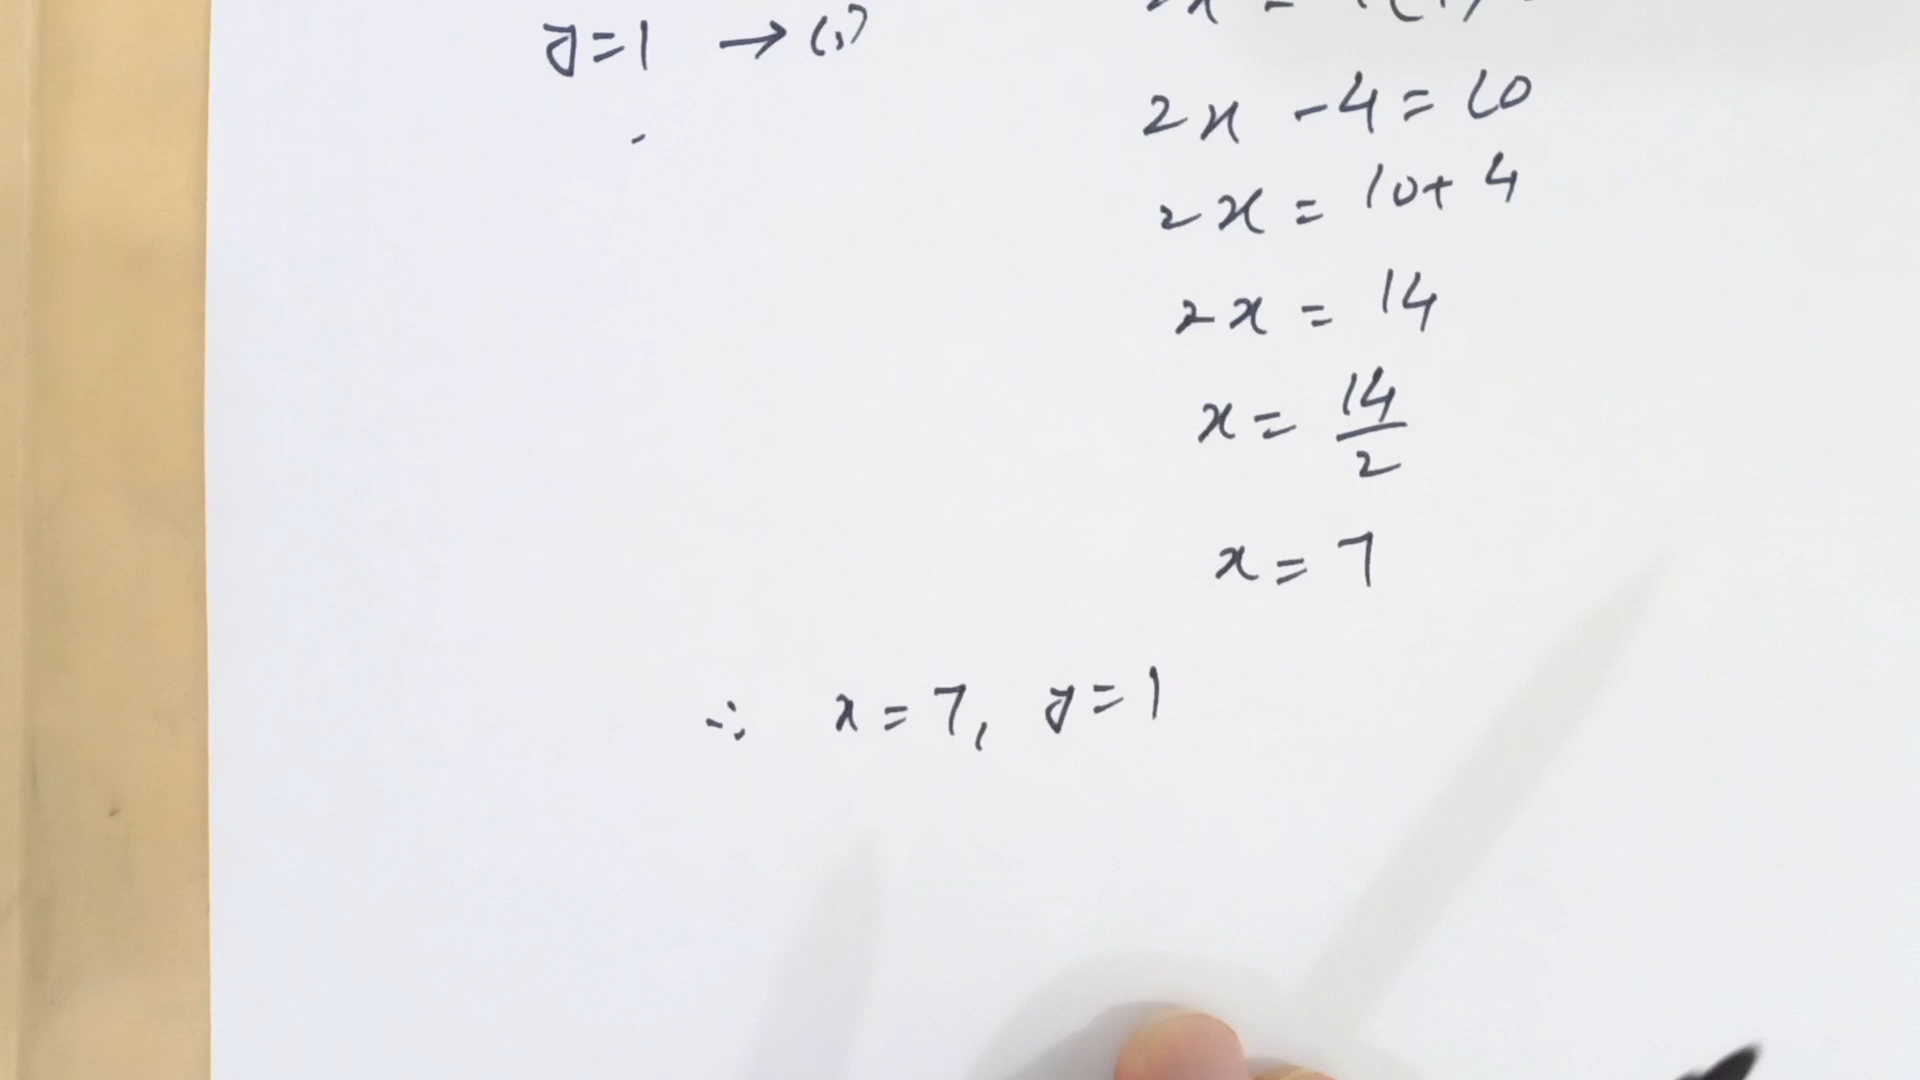 y=1 → (1)
2x -4 = 10
2x = 10+ 4
2x = 14
x = 14/2
x = 7
∴ x = 7, y = 1